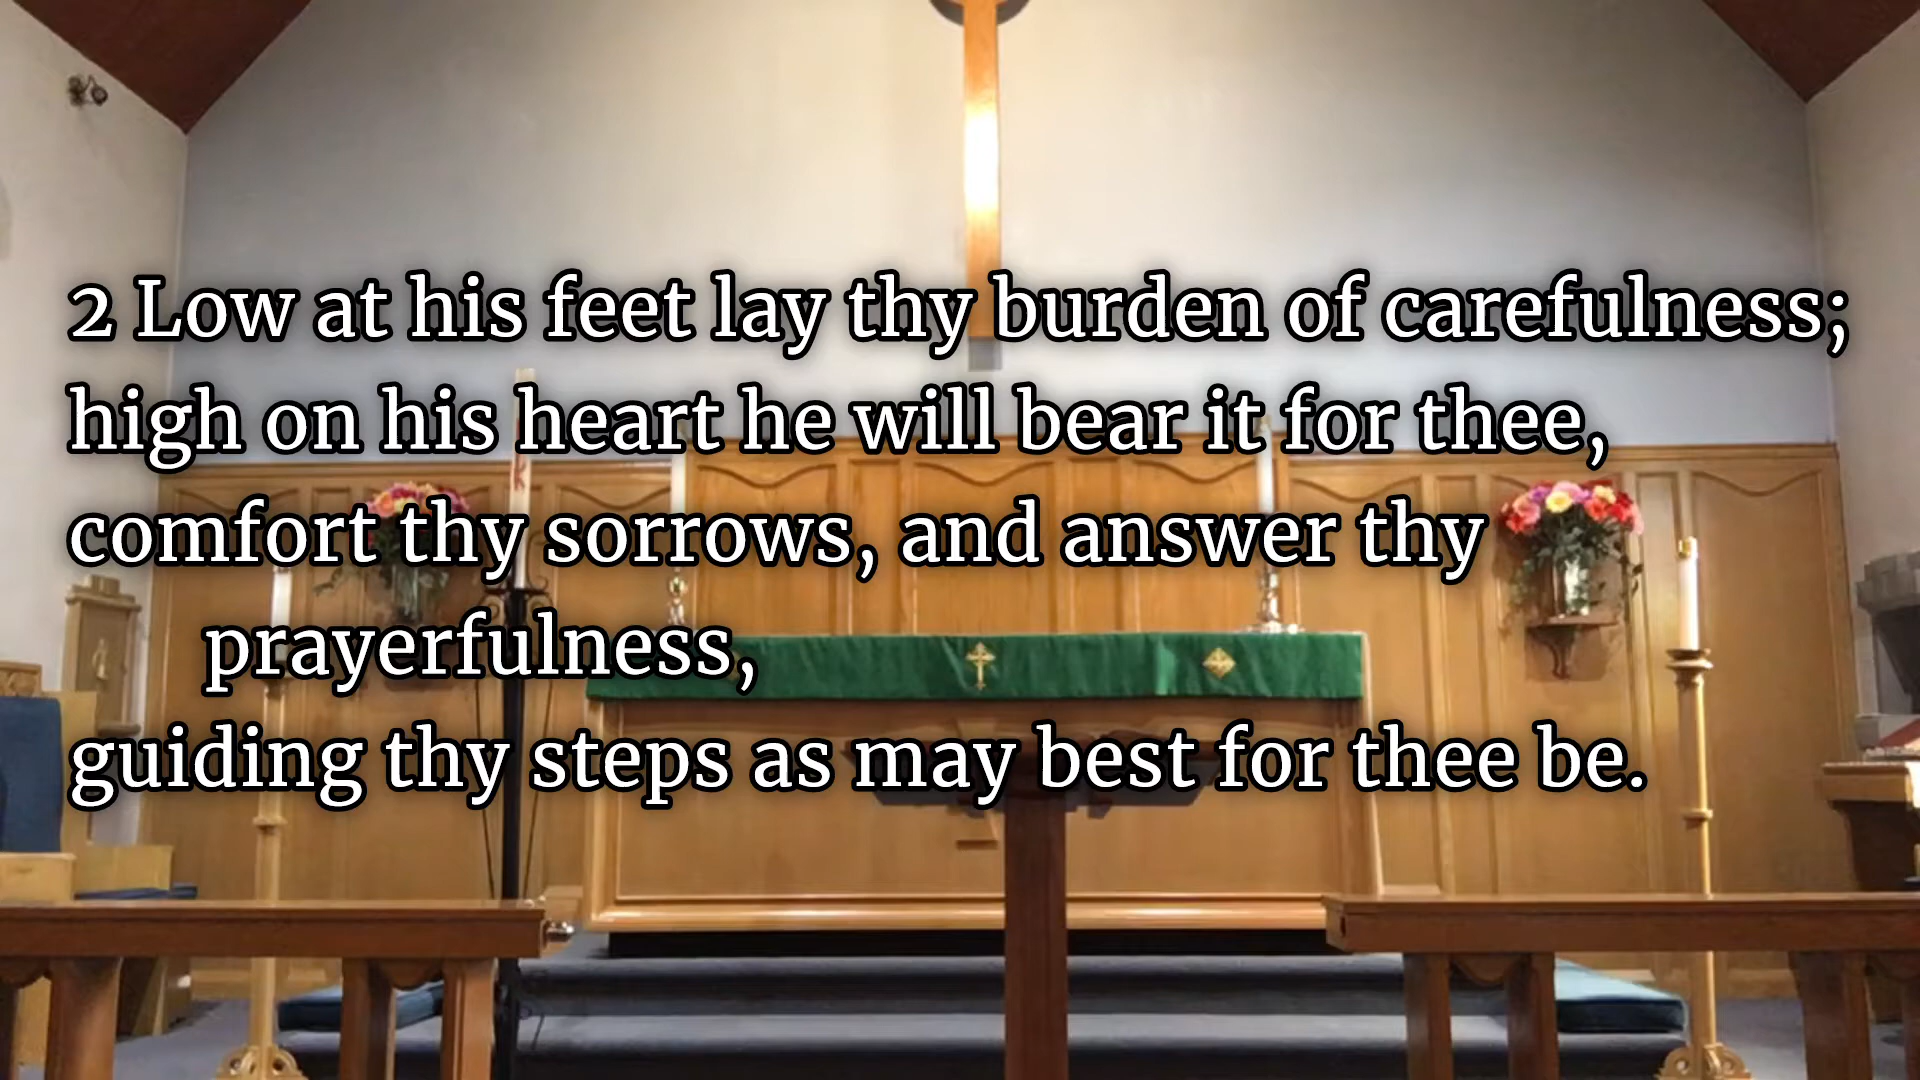 2 Low at his feet lay thy burden of carefulness;
high on his heart he will bear it for thee,
comfort thy sorrows, and answer thy
prayerfulness,
guiding thy steps as may best for thee be.